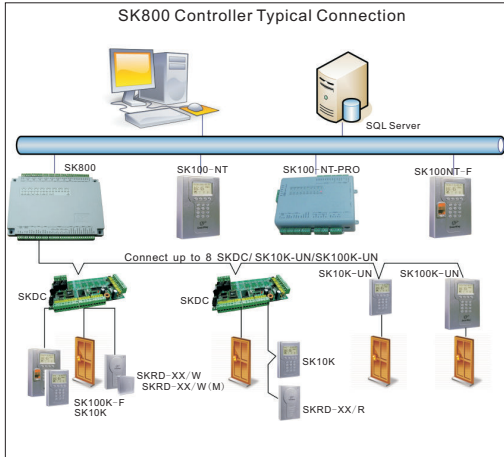 SK800 Controller Typical Connection
SQL Server
SK800
SK100-NT
SK100-NT-PRO
SK100NT-F
Connect up to 8 SKDC/SK10K-UN/SK100K-UN
SK10K-UN
SK100K-UN
SKDC
SKDC
SKRD-XX/W
SKRD-XX/W(M)
SK100K-F
SK10K
SK10K
SKRD-XX/R